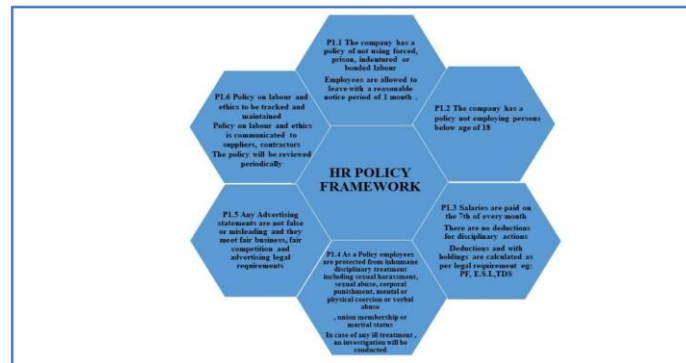 P1.1 The company has a
policy of not using forced,
prison, indentured or
bonded labour
Employees are allowed to
leave with a reasonable
notice period of 1 month .
P1.2 The company has a
policy not employing persons
below age of 18
P1.3 Salaries are paid on
the 7th of every month
There are no deductions
for disciplinary actions
Deductions and with
holdings are calculated as
per legal requirement eg:
PF, E.S.I.,TDS
P1.4 As a Policy employees
are protected from inhumane
disciplinary treatment
including sexual harassment,
sexual abuse, corporal
punishment, mental or
physical coercion or verbal
abuse
, union membership or
marital status
In case of any ill treatment ,
an investigation will be
conducted
P1.5 Any Advertising
statements are not false
or misleading and they
meet fair business, fair
competition and
advertising legal
requirements
P1.6 Policy on labour and
ethics to be tracked and
maintained
Policy on labour and ethics
is communicated to
suppliers, contractors
The policy will be reviewed
periodically
HR POLICY
FRAMEWORK